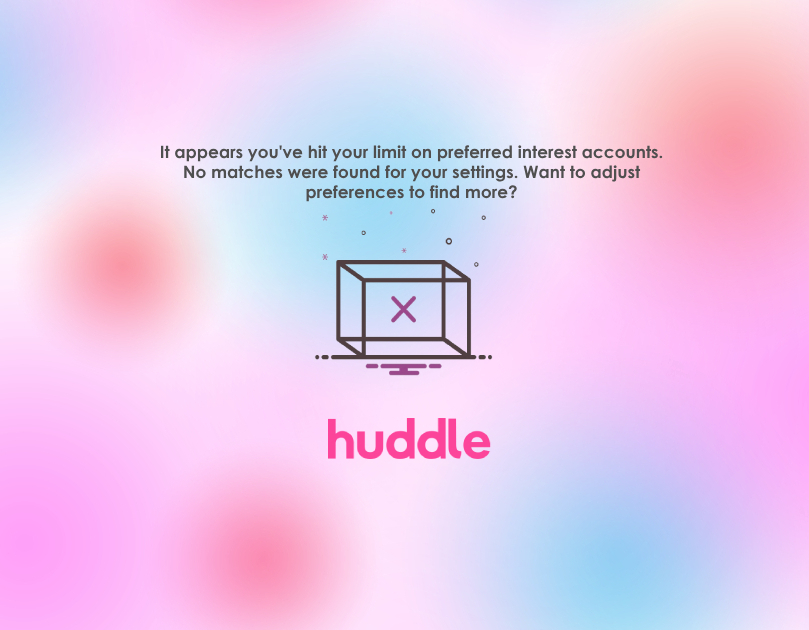 It appears you've hit your limit on preferred interest accounts.
No matches were found for your settings. Want to adjust
preferences to find more?
huddle